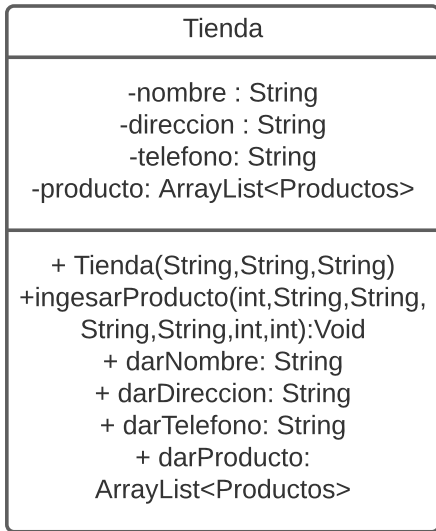 Tienda
-nombre : String
-direccion : String
-telefono: String
-producto: ArrayList<Productos>
+ Tienda(String,String,String)
+ingesarProducto(int,String,String,
String,String,int,int):Void
+ darNombre: String
+ darDireccion: String
+ darTelefono: String
+ darProducto:
ArrayList<Productos>